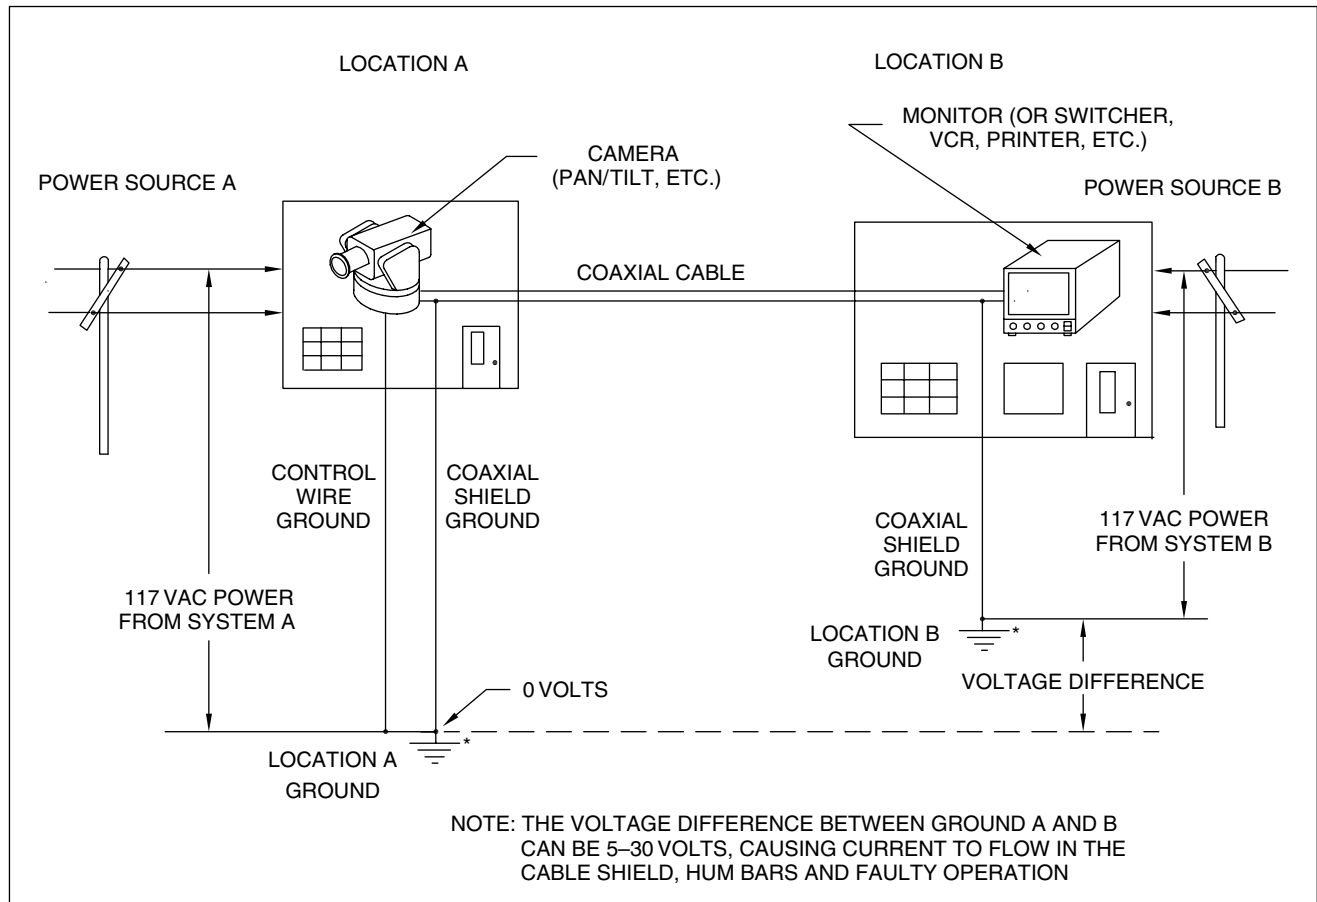 LOCATION A
LOCATION B
MONITOR (OR SWITCHER,
VCR, PRINTER, ETC.)
CAMERA
(PAN/TILT, ETC.)
POWER SOURCE A
POWER SOURCE B
COAXIAL CABLE
CONTROL
WIRE
GROUND
COAXIAL
SHIELD
GROUND
COAXIAL
SHIELD
GROUND
117 VAC POWER
FROM SYSTEM B
117 VAC POWER
FROM SYSTEM A
LOCATION B
GROUND
*
VOLTAGE DIFFERENCE
0 VOLTS
LOCATION A
GROUND
*
NOTE: THE VOLTAGE DIFFERENCE BETWEEN GROUND A AND B
CAN BE 5–30 VOLTS, CAUSING CURRENT TO FLOW IN THE
CABLE SHIELD, HUM BARS AND FAULTY OPERATION